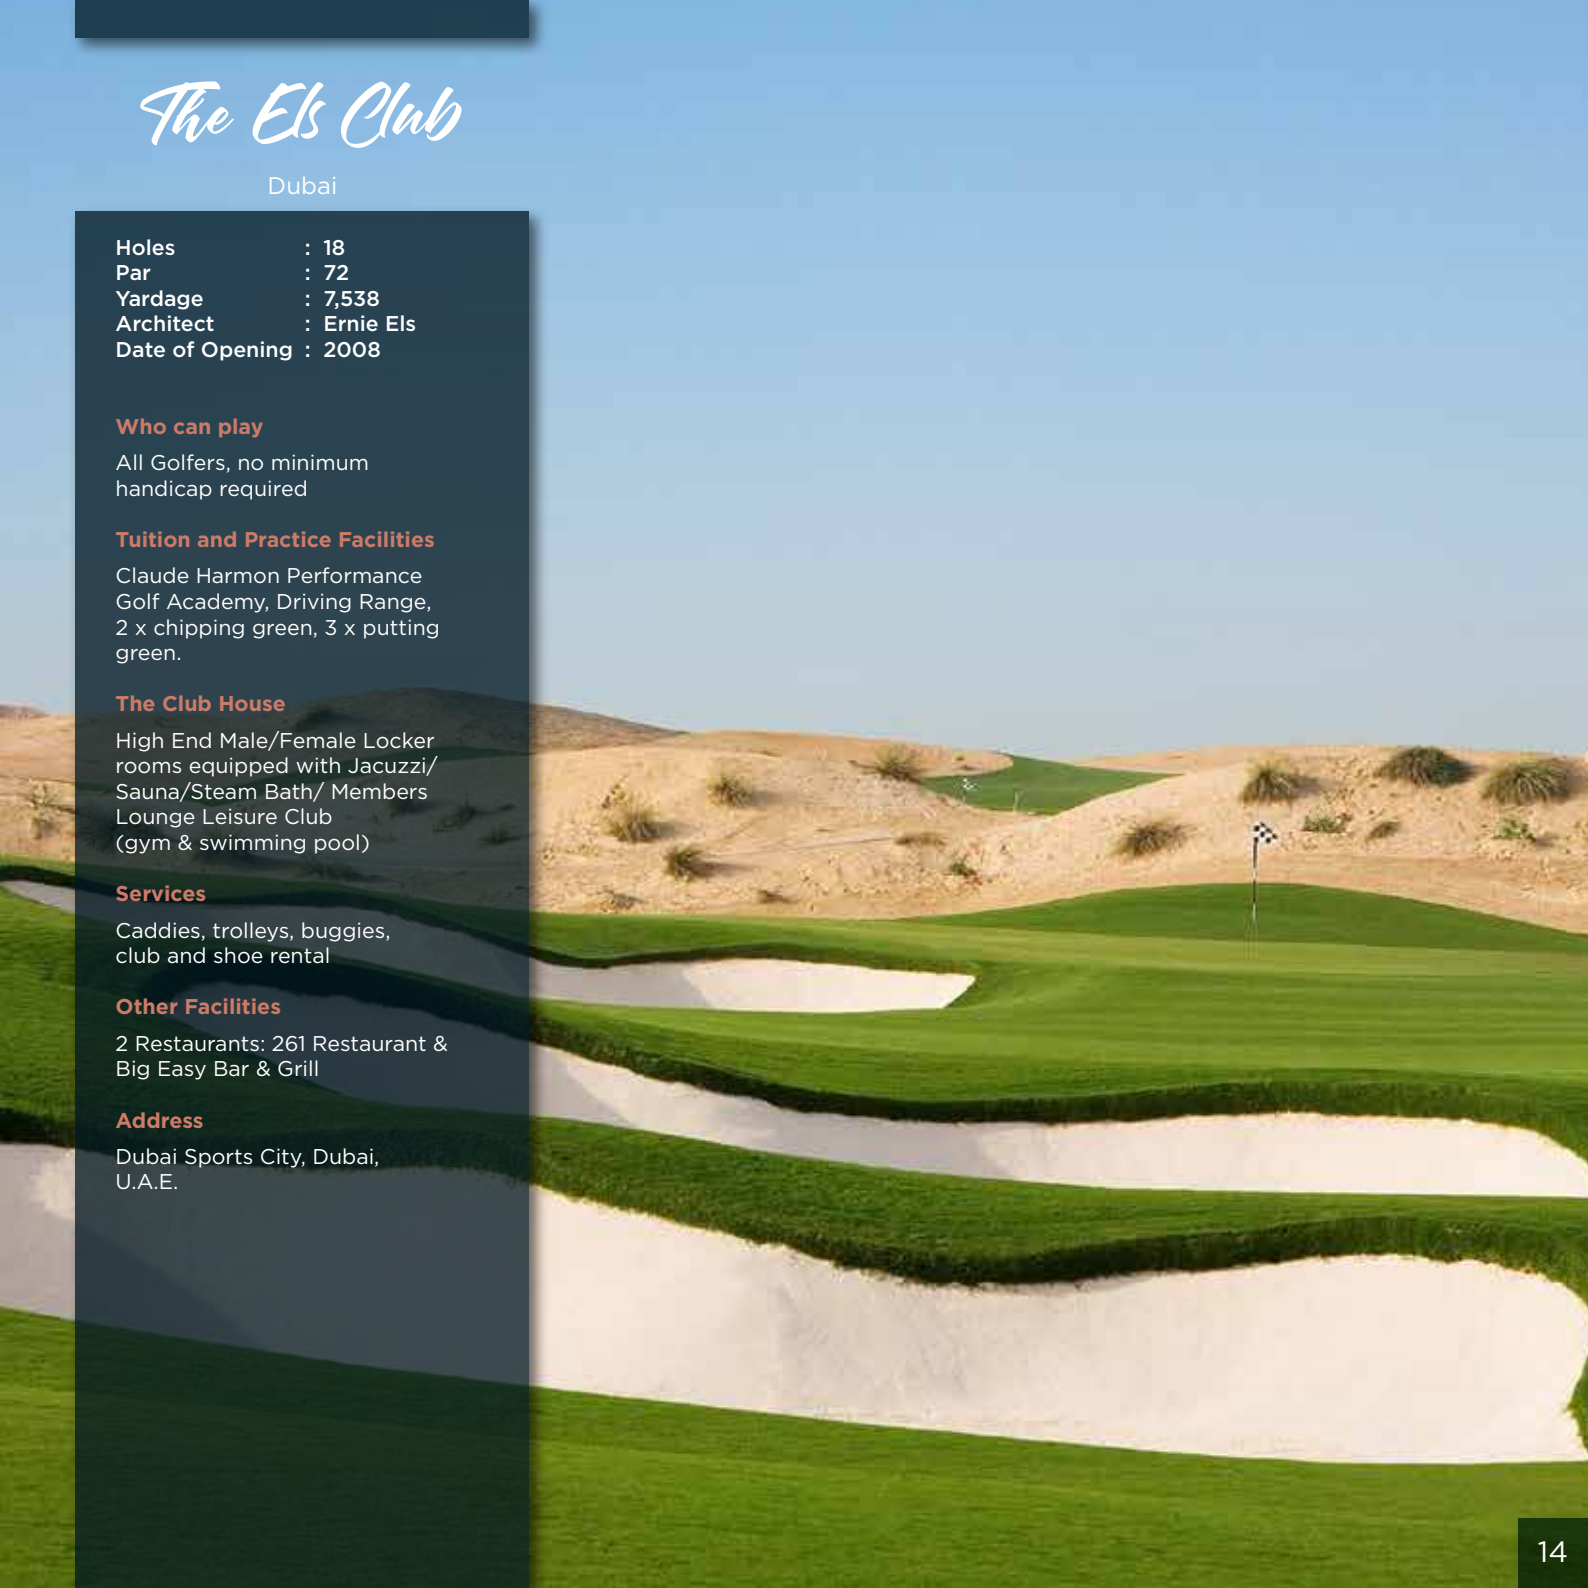 The Els Club
Dubai
Holes : 18
Par : 72
Yardage : 7,538
Architect : Ernie Els
Date of Opening : 2008
Who can play
All Golfers, no minimum
handicap required
Tuition and Practice Facilities
Claude Harmon Performance
Golf Academy, Driving Range,
2 x chipping green, 3 x putting
green.
The Club House
High End Male/Female Locker
rooms equipped with Jacuzzi/
Sauna/Steam Bath/ Members
Lounge Leisure Club
(gym & swimming pool)
Services
Caddies, trolleys, buggies,
club and shoe rental
Other Facilities
2 Restaurants: 261 Restaurant &
Big Easy Bar & Grill
Address
Dubai Sports City, Dubai,
U.A.E.
14